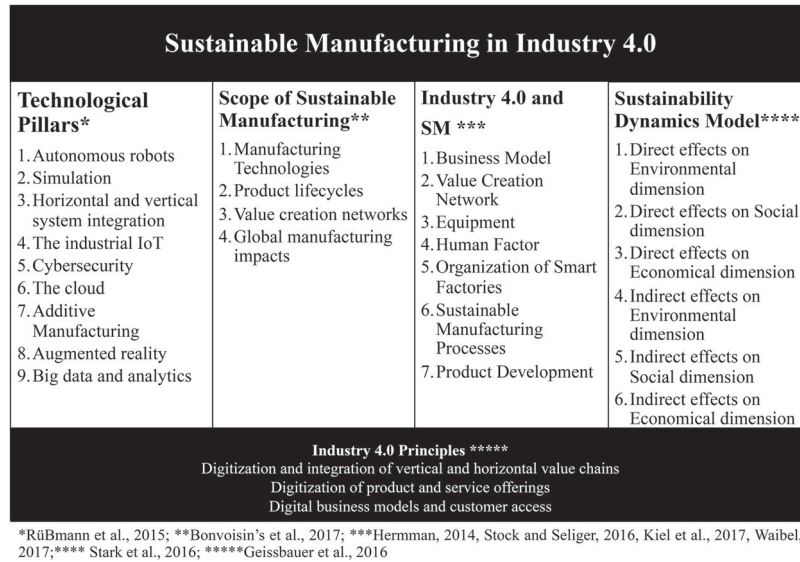 Sustainable Manufacturing in Industry 4.0
Technological
Pillars*
1. Autonomous robots
2. Simulation
3. Horizontal and vertical
system integration
4. The industrial IoT
5. Cybersecurity
6. The cloud
7. Additive
Manufacturing
8. Augmented reality
9. Big data and analytics
Scope of Sustainable
Manufacturing**
1. Manufacturing
Technologies
2. Product lifecycles
3. Value creation networks
4. Global manufacturing
impacts
Industry 4.0 and
SM ***
1. Business Model
2. Value Creation
Network
3. Equipment
4. Human Factor
5. Organization of Smart
Factories
6. Sustainable
Manufacturing
Processes
7. Product Development
Sustainability
Dynamics Model****
1. Direct effects on
Environmental
dimension
2. Direct effects on Social
dimension
3. Direct effects on
Economical dimension
4. Indirect effects on
Environmental
dimension
5. Indirect effects on
Social dimension
6. Indirect effects on
Economical dimension
Industry 4.0 Principles *****
Digitization and integration of vertical and horizontal value chains
Digitization of product and service offerings
Digital business models and customer access
*RüBmann et al., 2015; **Bonvoisin’s et al., 2017; ***Hermman, 2014, Stock and Seliger, 2016, Kiel et al., 2017, Waibel,
2017;**** Stark et al., 2016; *****Geissbauer et al., 2016